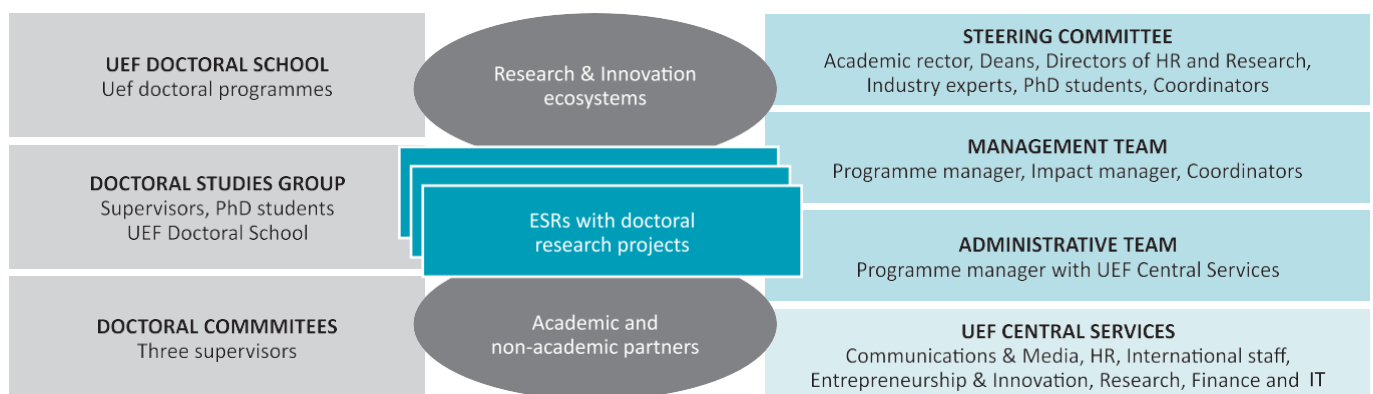 UEF DOCTORAL SCHOOL
Uef doctoral programmes
DOCTORAL STUDIES GROUP
Supervisors, PhD students
UEF Doctoral School
DOCTORAL COMMMITEES
Three supervisors
Research & Innovation
ecosystems
ESRs with doctoral
research projects
Academic and
non-academic partners
STEERING COMMITTEE
Academic rector, Deans, Directors of HR and Research,
Industry experts, PhD students, Coordinators
MANAGEMENT TEAM
Programme manager, Impact manager, Coordinators
ADMINISTRATIVE TEAM
Programme manager with UEF Central Services
UEF CENTRAL SERVICES
Communications & Media, HR, International staff,
Entrepreneurship & Innovation, Research, Finance and IT